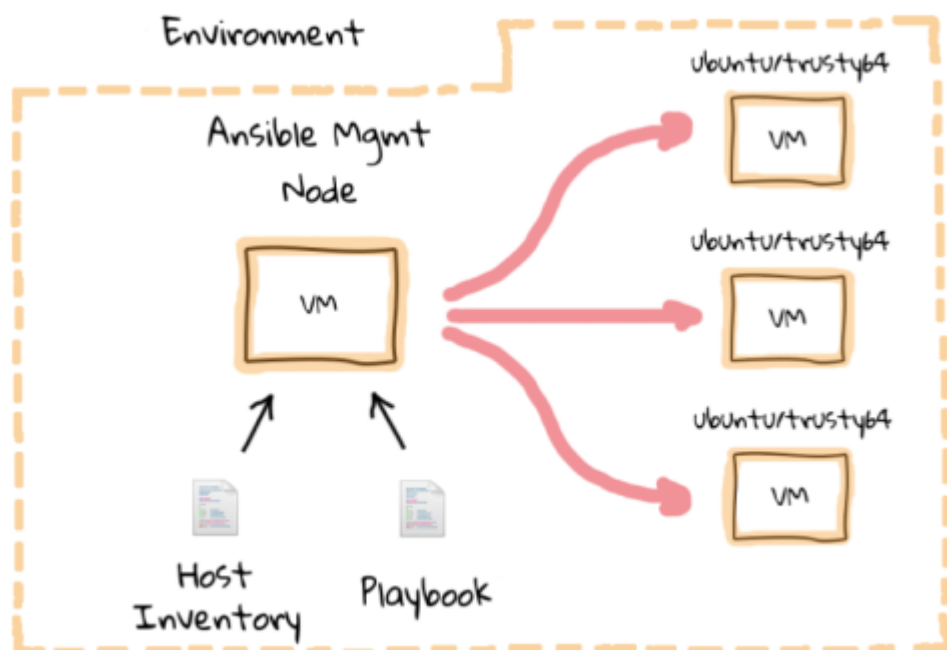 Environment
Ansible Mgmt
Node
VM
Host
Inventory
Playbook
ubuntu/trusty64
VM
ubuntu/trusty64
VM
ubuntu/trusty64
VM